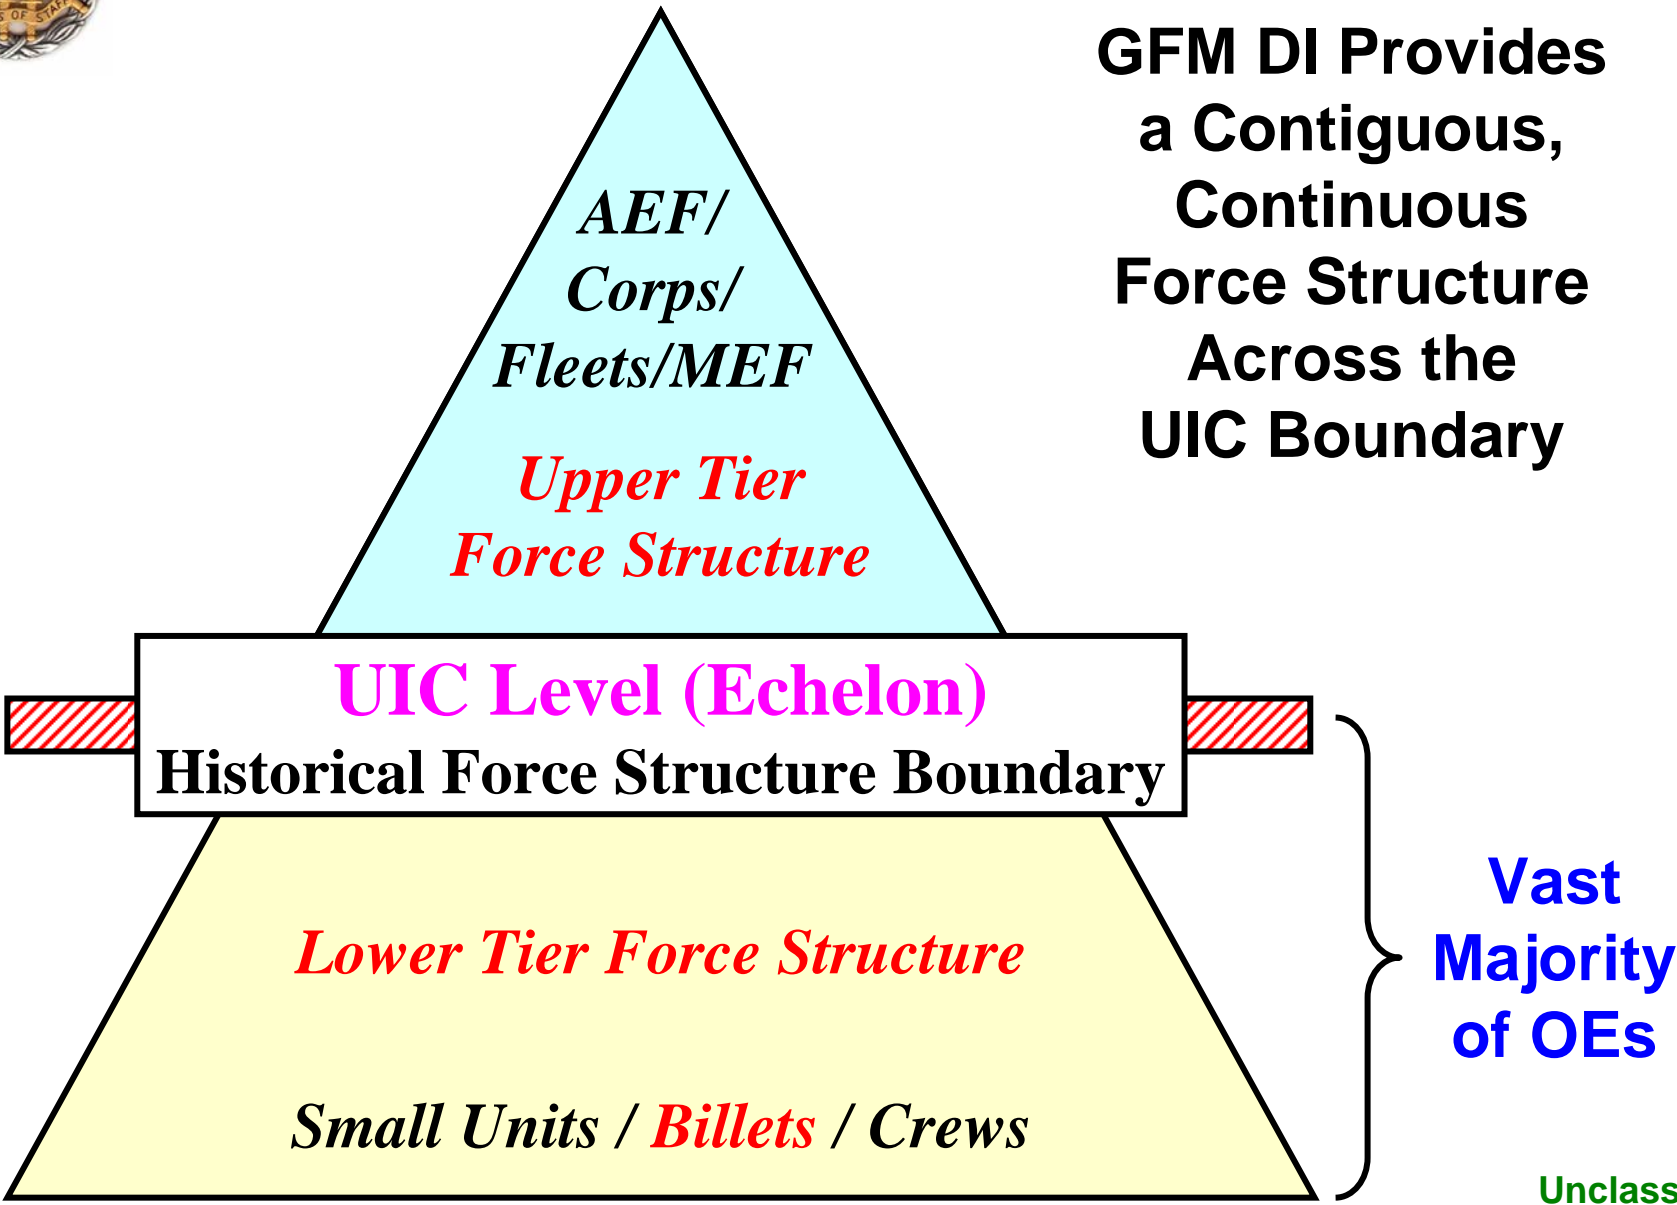 GFM DI Provides
a Contiguous,
Continuous
Force Structure
Across the
UIC Boundary
AEF/
Corps/
Fleets/MEF
Upper Tier
Force Structure
UIC Level (Echelon)
Historical Force Structure Boundary
Lower Tier Force Structure
Small Units / Billets / Crews
Vast
Majority
of OEs
Unclass